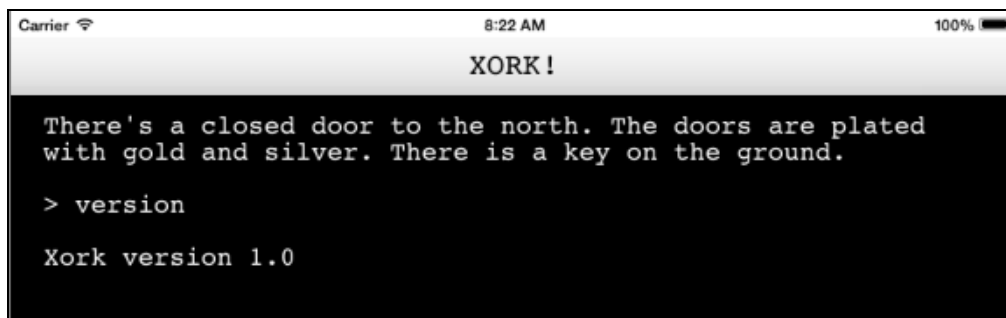 Carrier 8:22 AM 100%
XORK!
There's a closed door to the north. The doors are plated
with gold and silver. There is a key on the ground.
> version
Xork version 1.0